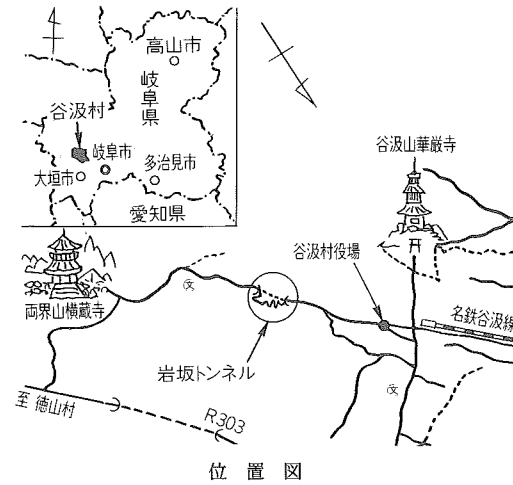 高山市
岐阜県
谷汲村
岐阜市
大垣市
多治見市
愛知県
谷汲山華厳寺
谷汲村役場
両界山横蔵寺
名鉄谷汲線
岩坂トンネル
至 徳山村
R303
文
文
位置図